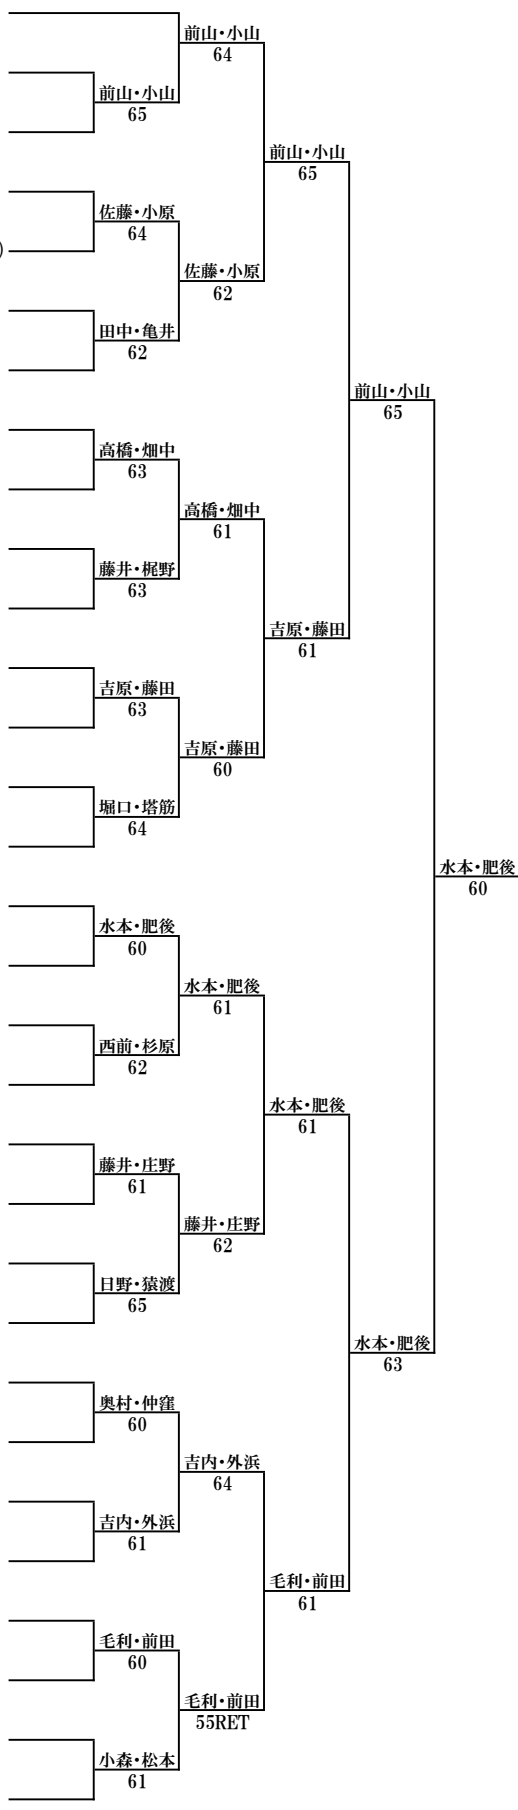 前山・小山
64
前山・小山
65
前山・小山
65
佐藤・小原
64
)
佐藤・小原
62
田中・亀井
62
前山・小山
65
高橋・畑中
63
高橋・畑中
61
藤井・梶野
63
吉原・藤田
61
吉原・藤田
63
吉原・藤田
60
堀口・塔筋
64
水本・肥後
60
水本・肥後
60
水本・肥後
61
西前・杉原
62
水本・肥後
61
藤井・庄野
61
藤井・庄野
62
日野・猿渡
65
水本・肥後
63
奥村・仲窪
60
吉内・外浜
64
吉内・外浜
61
毛利・前田
61
毛利・前田
60
毛利・前田
55RET
小森・松本
61